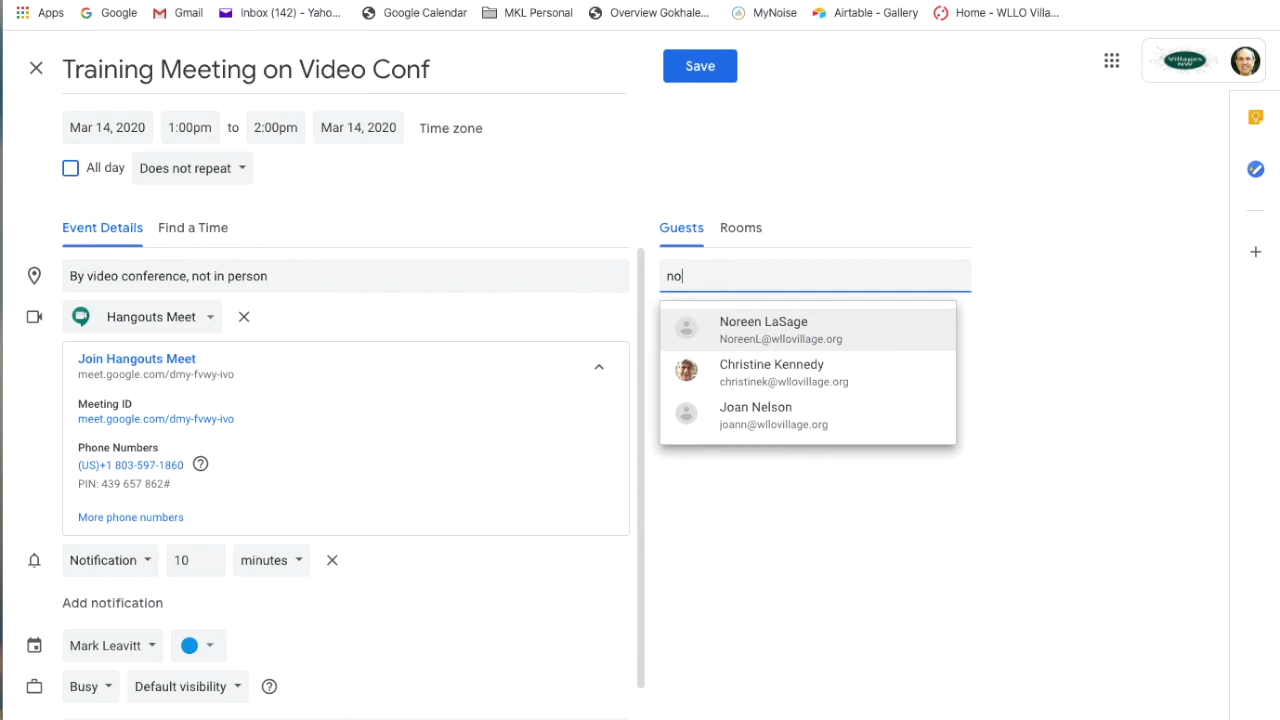 Apps Google Gmail Inbox (142) - Yaho... Google Calendar MKL Personal Overview Gokhale... MyNoise Airtable - Gallery Home - WLLO Villa...
Training Meeting on Video Conf
Save
Villages NW
Mar 14, 2020 1:00pm to 2:00pm Mar 14, 2020 Time zone
All day Does not repeat
Event Details Find a Time
Guests Rooms
By video conference, not in person
no
Hangouts Meet
Noreen LaSage
NoreenL@wllovillage.org
Christine Kennedy
christinek@wllovillage.org
Joan Nelson
joann@wllovillage.org
Join Hangouts Meet
meet.google.com/dmy-fvwy-ivo
Meeting ID
meet.google.com/dmy-fvwy-ivo
Phone Numbers
(US)+1 803-597-1860
PIN: 439 657 862#
More phone numbers
Notification 10 minutes
Add notification
Mark Leavitt
Busy Default visibility